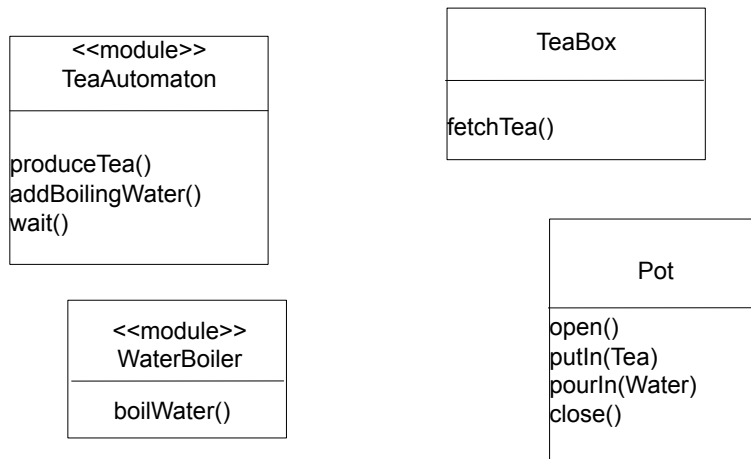 <<module>>
TeaAutomaton
produceTea()
addBoilingWater()
wait()
TeaBox
fetchTea()
<<module>>
WaterBoiler
boilWater()
Pot
open()
putIn(Tea)
pourIn(Water)
close()